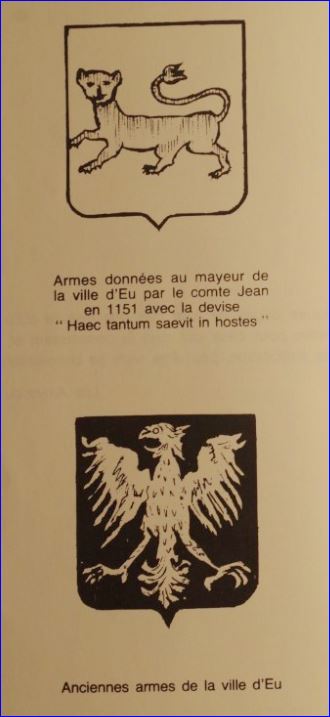 Armes données au mayeur de
la ville d'Eu par le comte Jean
en 1151 avec la devise
" Haec tantum saevit in hostes "
Anciennes armes de la ville d'Eu